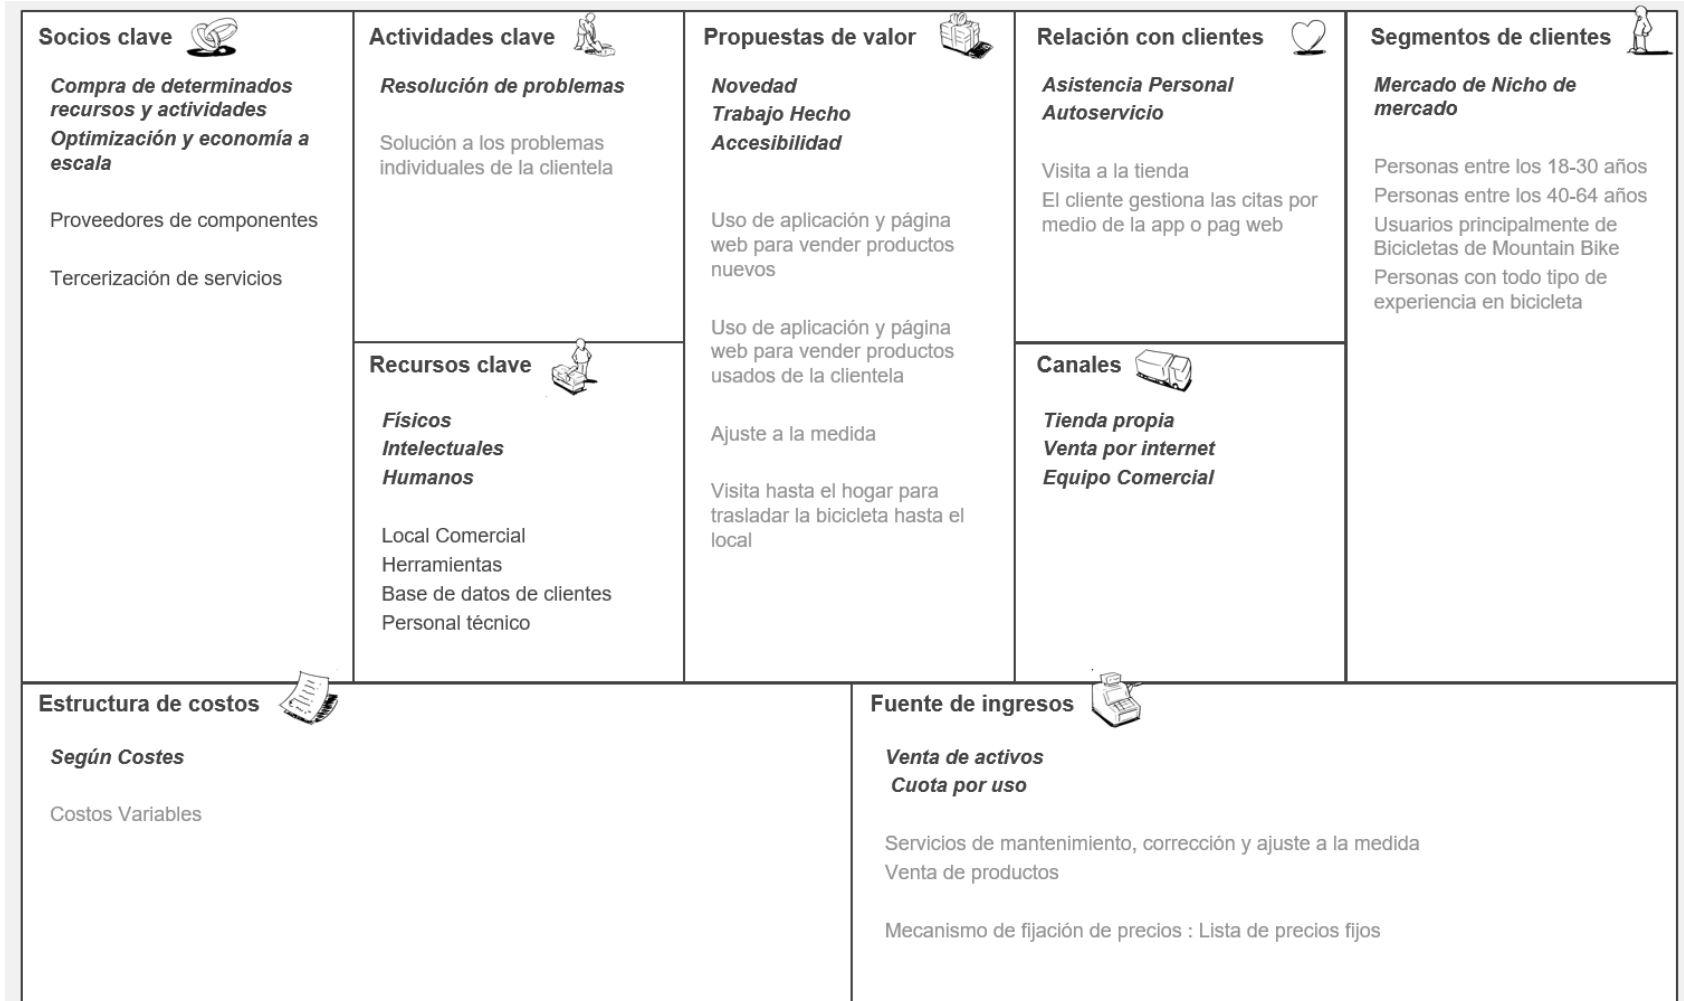 Socios clave
Compra de determinados
recursos y actividades
Optimización y economía a
escala
Proveedores de componentes
Tercerización de servicios
Actividades clave
Resolución de problemas
Solución a los problemas
individuales de la clientela
Recursos clave
Físicos
Intelectuales
Humanos
Local Comercial
Herramientas
Base de datos de clientes
Personal técnico
Propuestas de valor
Novedad
Trabajo Hecho
Accesibilidad
Uso de aplicación y página
web para vender productos
nuevos
Uso de aplicación y página
web para vender productos
usados de la clientela
Ajuste a la medida
Visita hasta el hogar para
trasladar la bicicleta hasta el
local
Relación con clientes
Asistencia Personal
Autoservicio
Visita a la tienda
El cliente gestiona las citas por
medio de la app o pag web
Canales
Tienda propia
Venta por internet
Equipo Comercial
Segmentos de clientes
Mercado de Nicho de
mercado
Personas entre los 18-30 años
Personas entre los 40-64 años
Usuarios principalmente de
Bicicletas de Mountain Bike
Personas con todo tipo de
experiencia en bicicleta
Estructura de costos
Según Costes
Costos Variables
Fuente de ingresos
Venta de activos
Cuota por uso
Servicios de mantenimiento, corrección y ajuste a la medida
Venta de productos
Mecanismo de fijación de precios : Lista de precios fijos